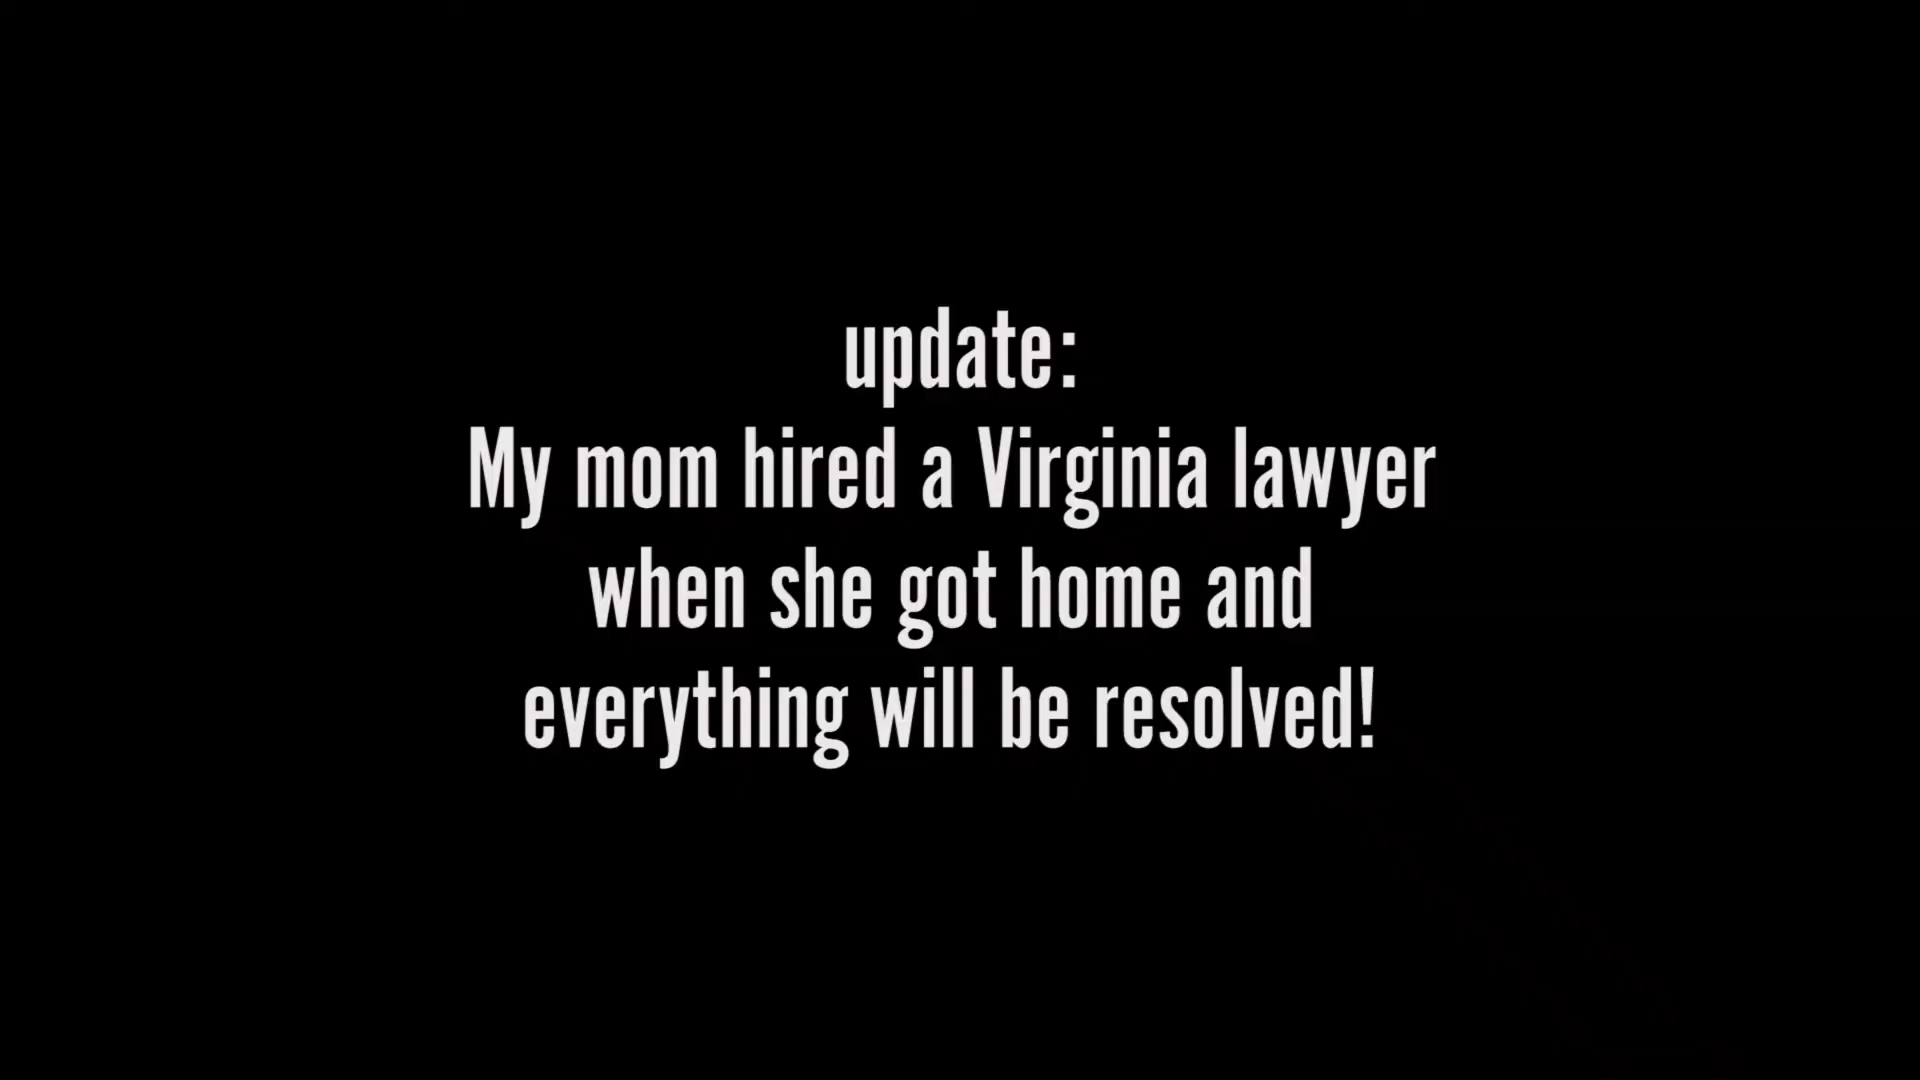 update:
My mom hired a Virginia lawyer
when she got home and
everything will be resolved!